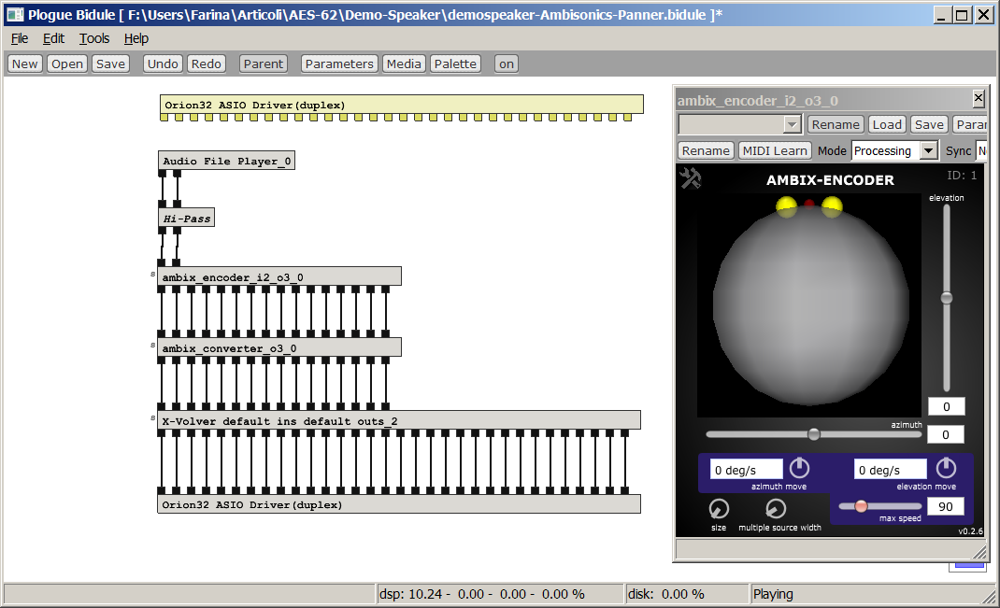 Plogue Bidule [ F:\Users\Farina\Articoli\AES-62\Demo-Speaker\demospeaker-Ambisonics-Panner.bidule ]*
File Edit Tools Help
New Open Save Undo Redo Parent Parameters Media Palette on
Orion32 ASIO Driver(duplex)
Audio File Player_0
Hi-Pass
s ambix_encoder_i2_o3_0
s ambix_converter_o3_0
s X-Volver default ins default outs_2
Orion32 ASIO Driver(duplex)
ambix_encoder_i2_o3_0
Rename Load Save Parar
Rename MIDI Learn Mode Processing Sync N
AMBIX-ENCODER ID: 1
elevation
0
azimuth
0
0 deg/s 0 deg/s
azimuth move elevation move
90
size multiple source width max speed
v0.2.6
dsp: 10.24 - 0.00 - 0.00 - 0.00 % disk: 0.00 % Playing